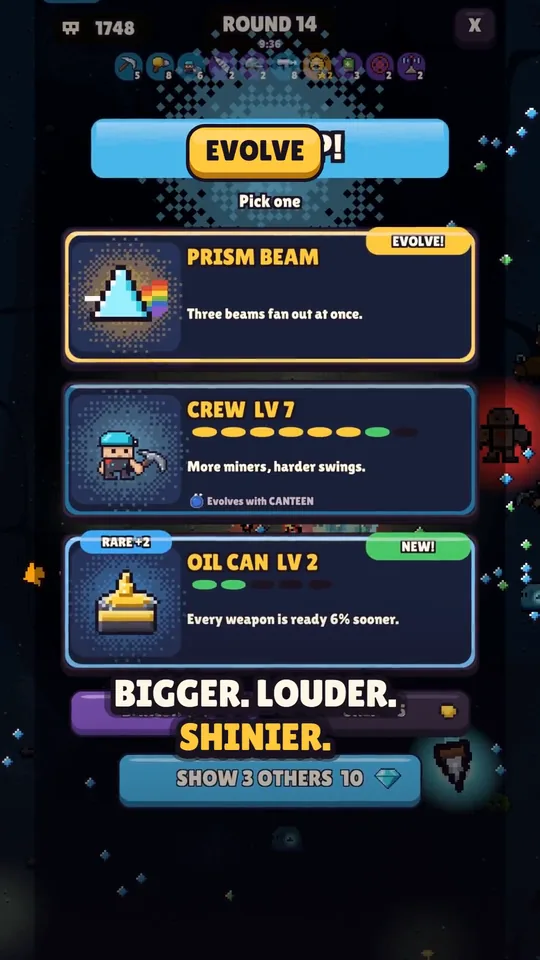 1748
ROUND 14
X
9:36
5
8
6
2
2
8
2
3
2
2
EVOLVE
P!
Pick one
EVOLVE!
PRISM BEAM
Three beams fan out at once.
CREW LV 7
More miners, harder swings.
Evolves with CANTEEN
RARE +2
NEW!
OIL CAN LV 2
Every weapon is ready 6% sooner.
BIGGER. LOUDER.
SHINIER.
SHOW 3 OTHERS 10